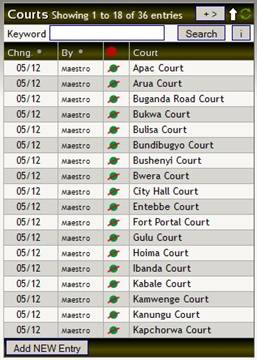 Courts Showing 1 to 18 of 36 entries + >
Keyword Search i
Chng. * By * Court
05/12 Maestro Apac Court
05/12 Maestro Arua Court
05/12 Maestro Buganda Road Court
05/12 Maestro Bukwa Court
05/12 Maestro Bulisa Court
05/12 Maestro Bundibugyo Court
05/12 Maestro Bushenyi Court
05/12 Maestro Bwera Court
05/12 Maestro City Hall Court
05/12 Maestro Entebbe Court
05/12 Maestro Fort Portal Court
05/12 Maestro Gulu Court
05/12 Maestro Hoima Court
05/12 Maestro Ibanda Court
05/12 Maestro Kabale Court
05/12 Maestro Kamwenge Court
05/12 Maestro Kanungu Court
05/12 Maestro Kapchorwa Court
Add NEW Entry